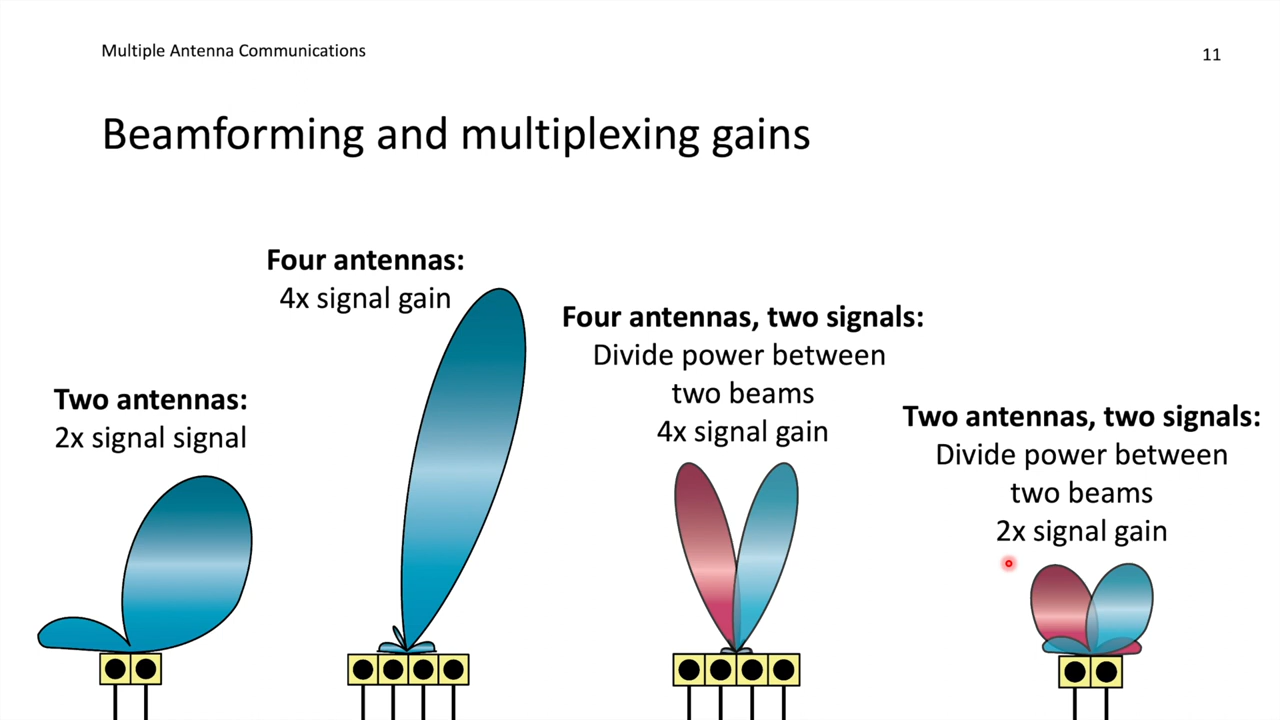 Multiple Antenna Communications
11
Beamforming and multiplexing gains
Two antennas:
2x signal signal
Four antennas:
4x signal gain
Four antennas, two signals:
Divide power between
two beams
4x signal gain
Two antennas, two signals:
Divide power between
two beams
2x signal gain